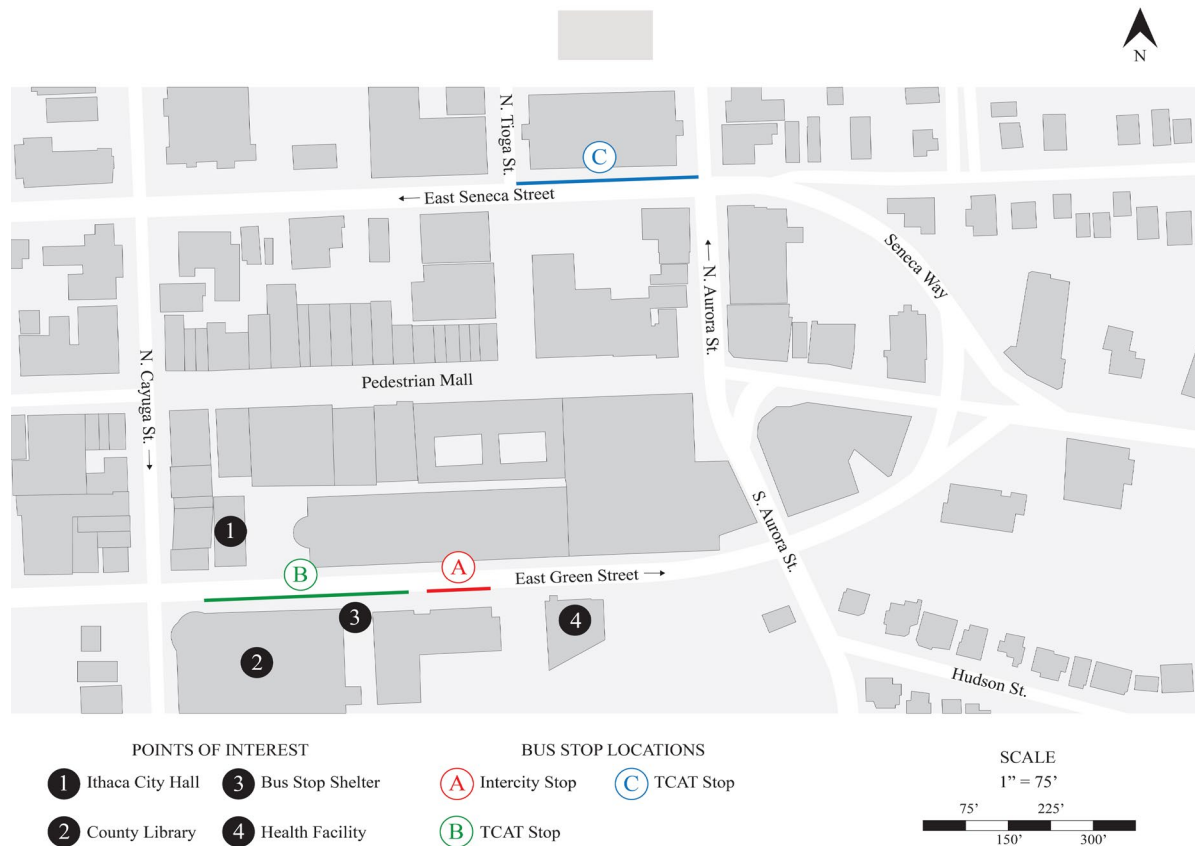 N
N. Tioga St.
C
← East Seneca Street
Seneca Way
← N. Aurora St.
N. Cayuga St. →
Pedestrian Mall
1
S. Aurora St.
B
A
East Green Street →
3
4
2
Hudson St.
POINTS OF INTEREST
1 Ithaca City Hall
3 Bus Stop Shelter
2 County Library
4 Health Facility
BUS STOP LOCATIONS
A Intercity Stop
C TCAT Stop
B TCAT Stop
SCALE
1” = 75’
75’ 225’
150’ 300’